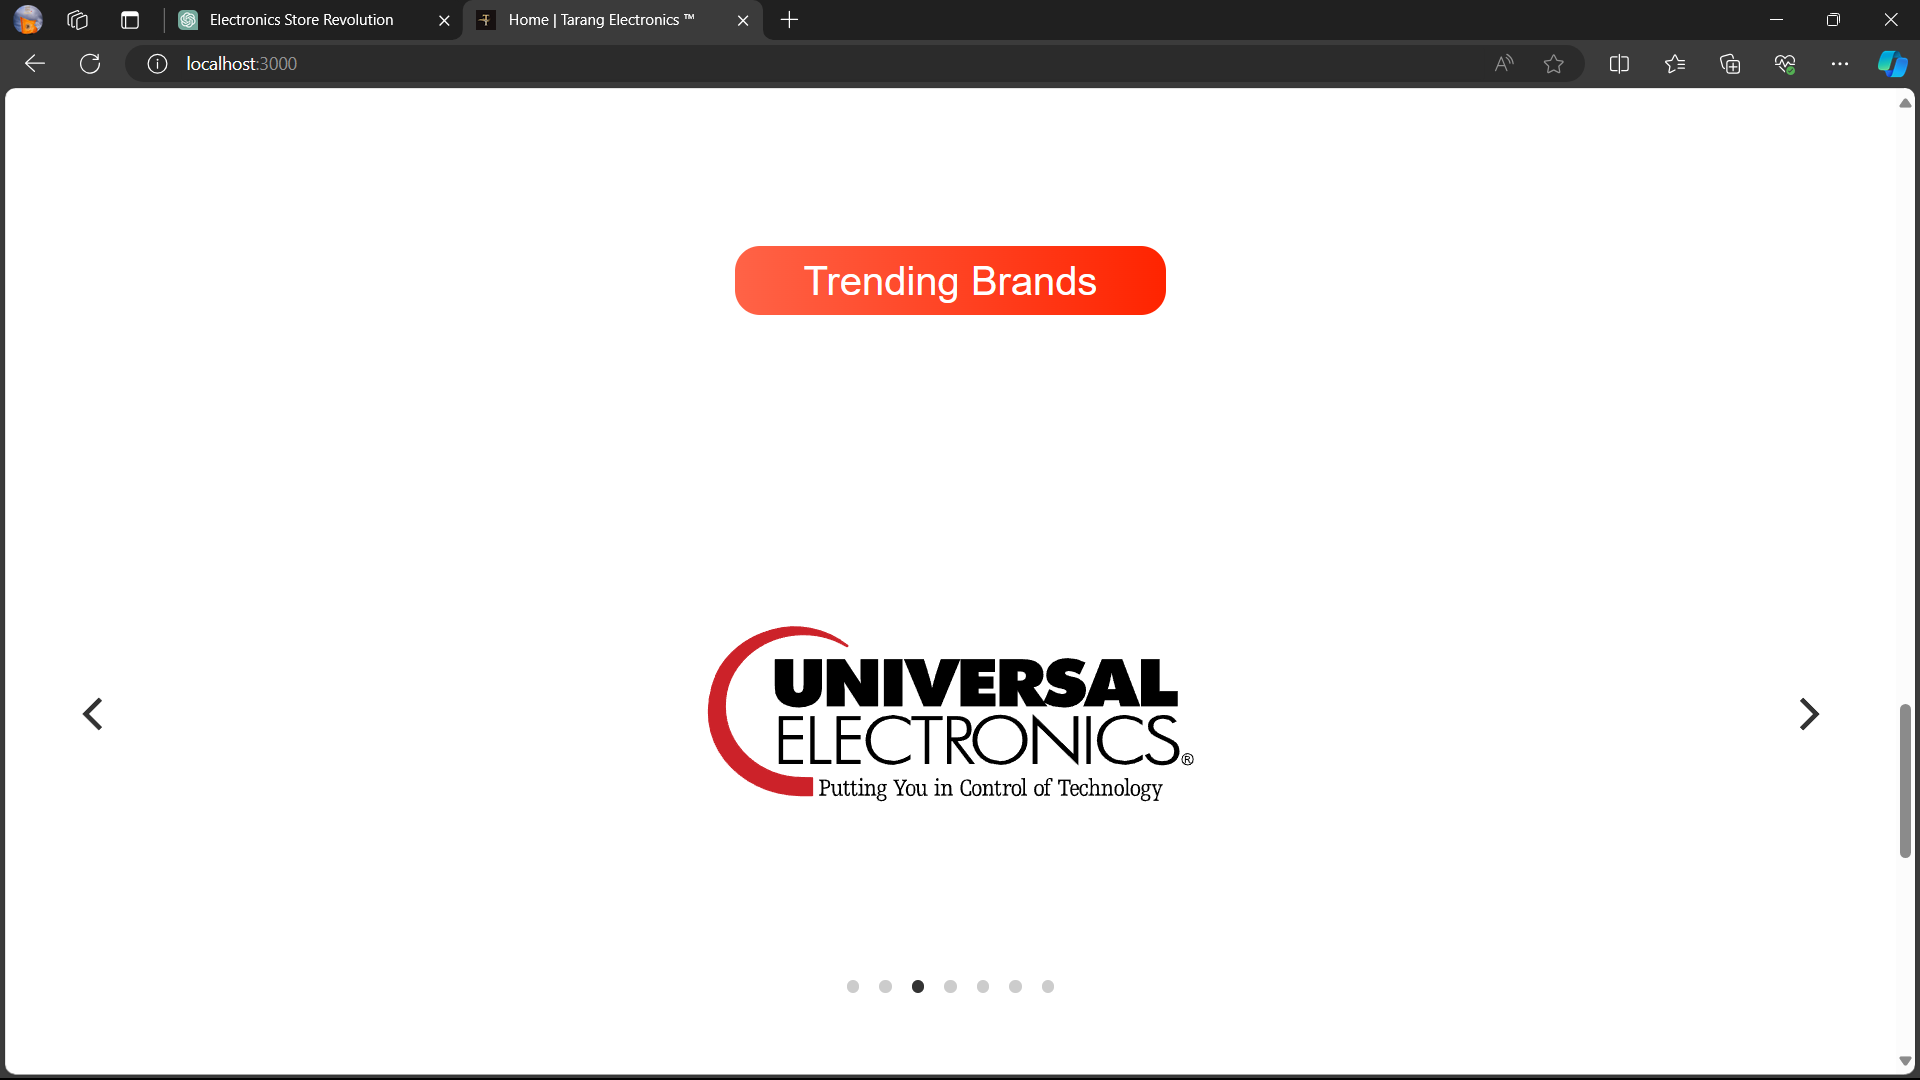 Electronics Store Revolution
Home | Tarang Electronics ™
localhost:3000
Trending Brands
UNIVERSAL
ELECTRONICS®
Putting You in Control of Technology